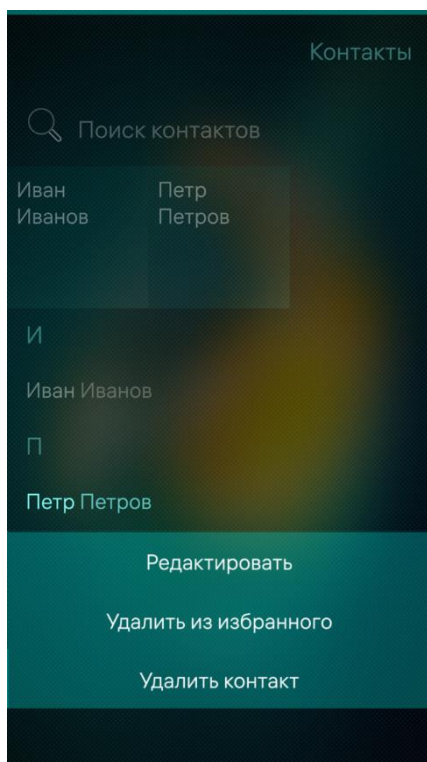 Контакты
Поиск контактов
Иван
Иванов
Петр
Петров
И
Иван Иванов
П
Петр Петров
Редактировать
Удалить из избранного
Удалить контакт